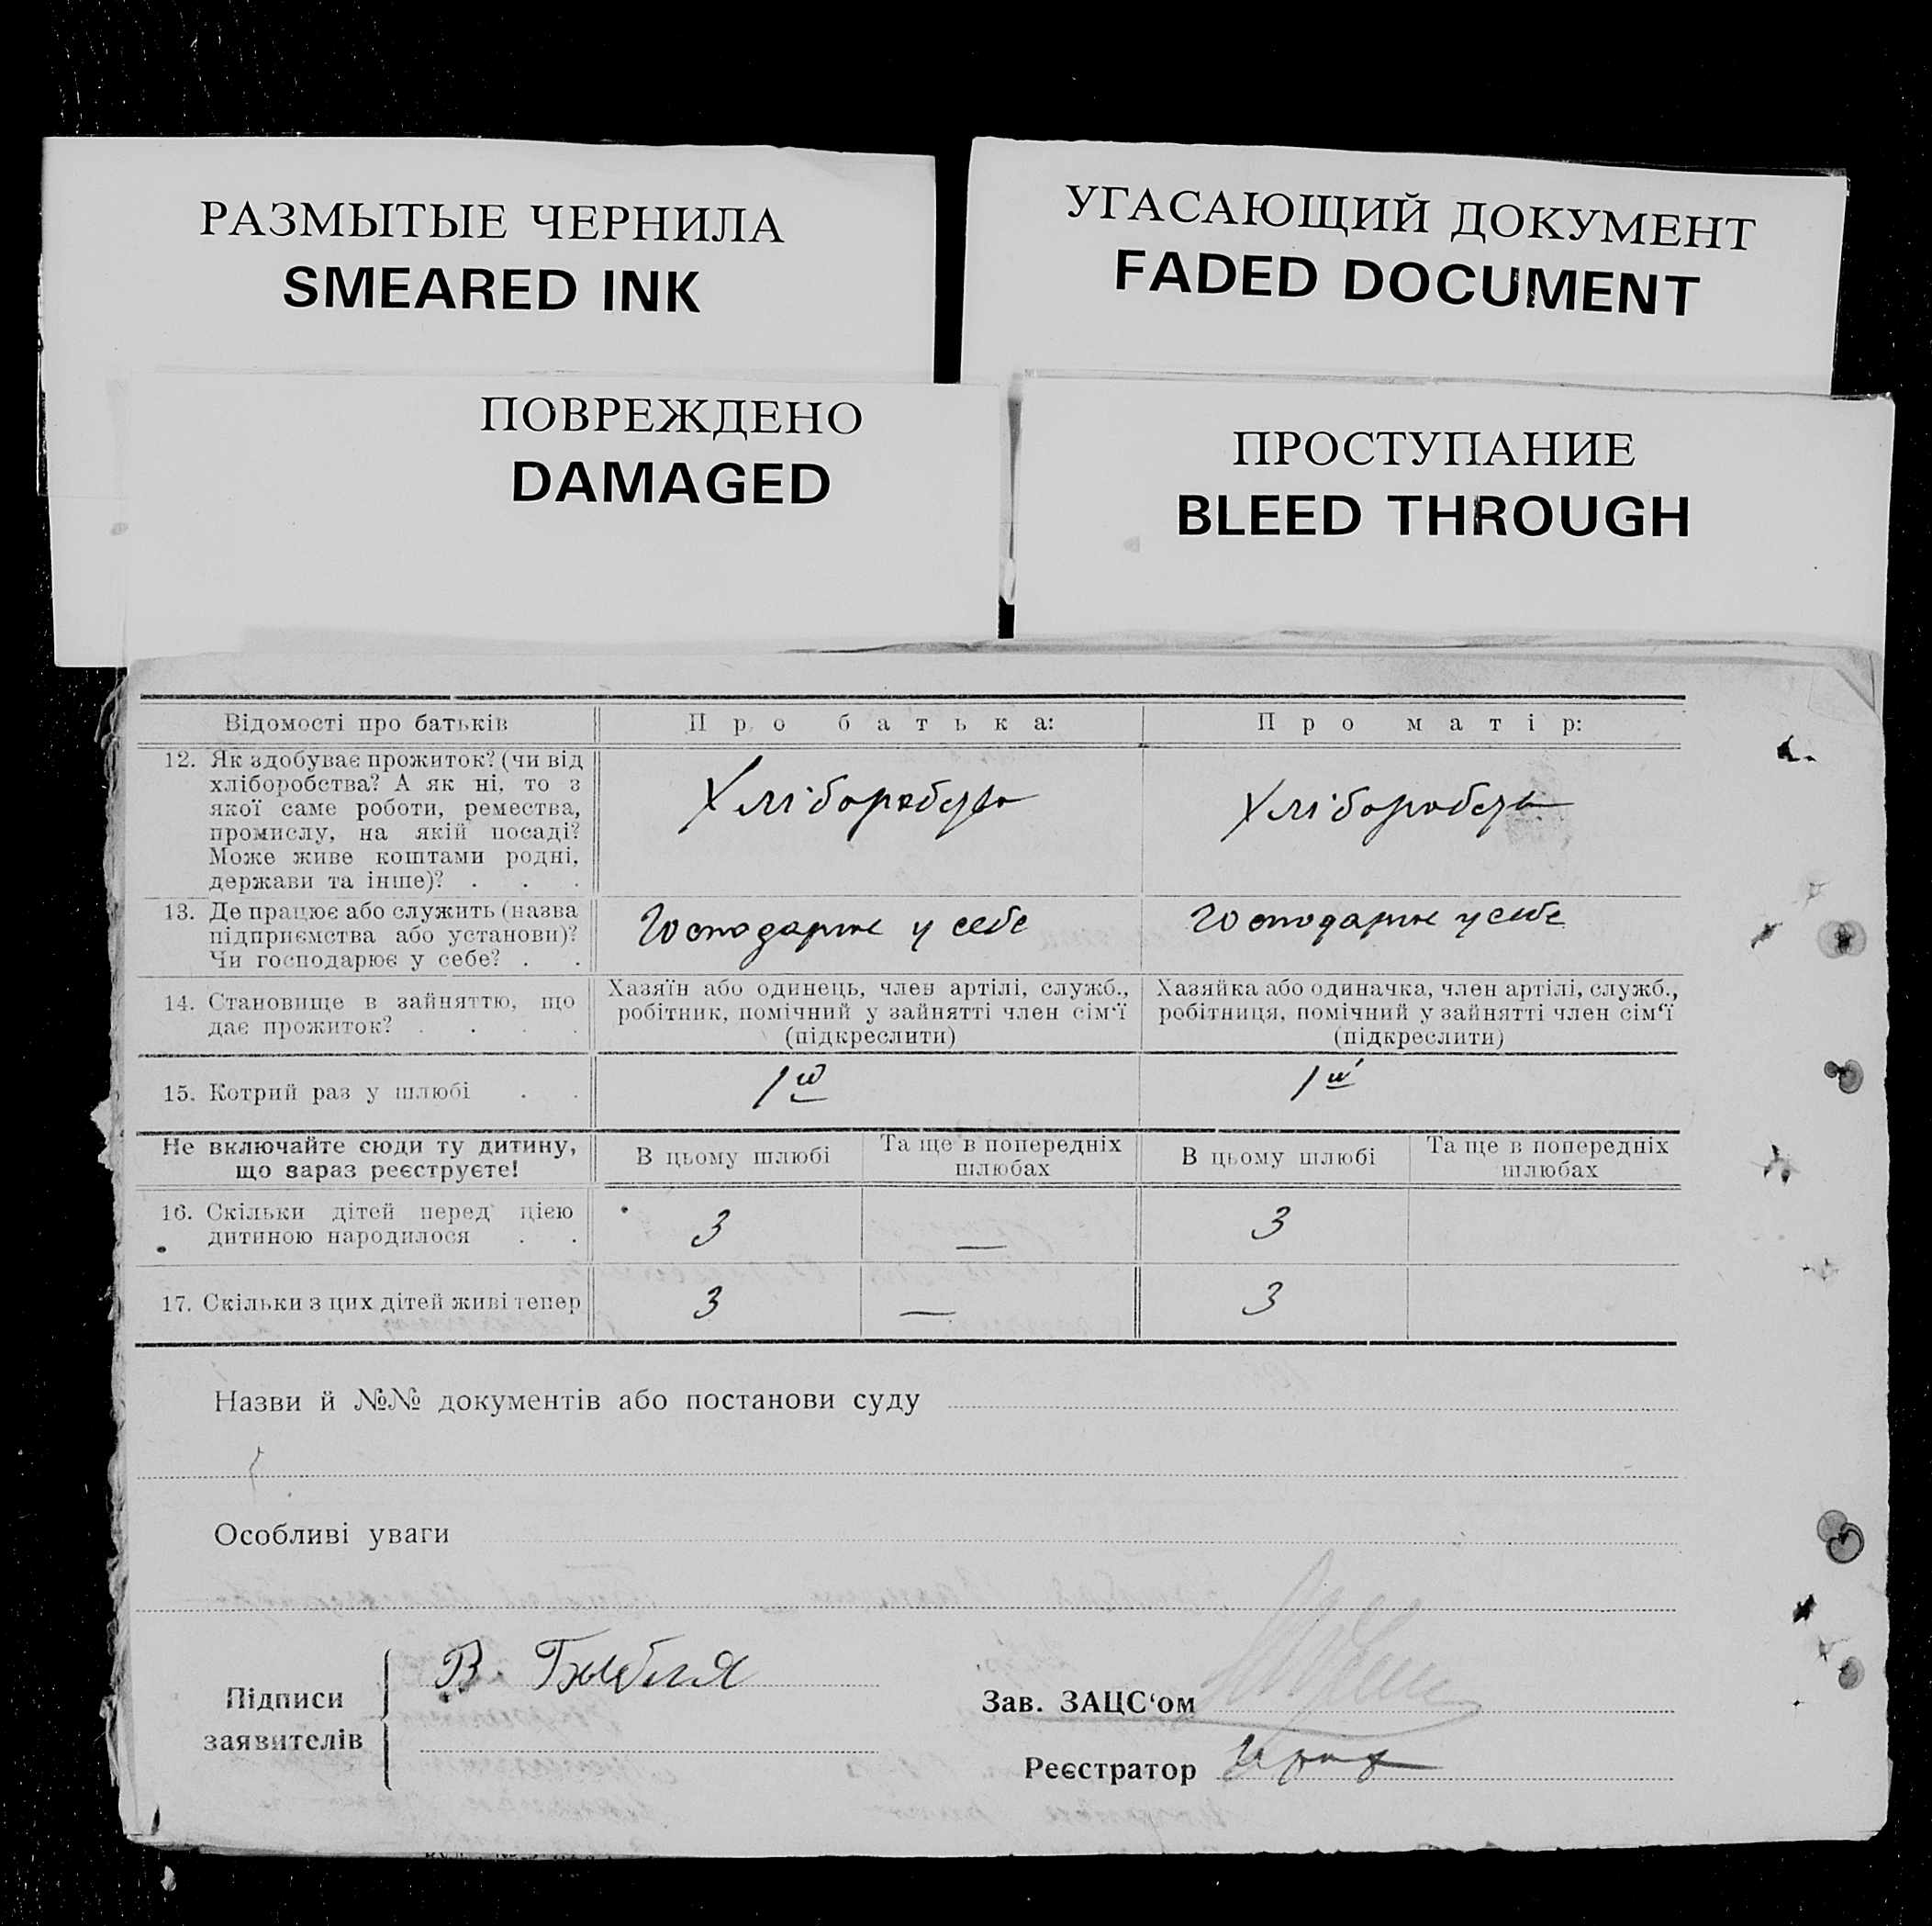 РАЗМЫТЫЕ ЧЕРНИЛА
SMEARED INK
УГАСАЮЩИЙ ДОКУМЕНТ
FADED DOCUMENT
ПОВРЕЖДЕНО
DAMAGED
ПРОСТУПАНИЕ
BLEED THROUGH
Відомості про батьків
Про батька:
Про матір:
12. Як здобуває прожиток? (чи від
хліборобства? А як ні, то з
якої саме роботи, ремества,
промислу, на якій посаді?
Може живе коштами родні,
держави та інше)? . . .
Хліборобство
Хліборобство
13. Де працює або служить (назва
підприємства або установи)?
Чи господарює у себе? . .
Господарює у себе
Господарює у себе
14. Становище в зайняттю, що
дає прожиток? . . . .
Хазяїн або одинець, член артілі, служб.,
робітник, помічний у зайнятті член сім‘ї
(підкреслити)
Хазяйка або одиначка, член артілі, служб.,
робітниця, помічний у зайнятті член сім‘ї
(підкреслити)
15. Котрий раз у шлюбі . .
1й
1й
Не включайте сюди ту дитину,
що зараз реєструєте!
В цьому шлюбі
Та ще в попередніх
шлюбах
В цьому шлюбі
Та ще в попередніх
шлюбах
16. Скільки дітей перед цією
дитиною народилося . .
3
—
3
17. Скільки з цих дітей живі тепер
3
—
3
Назви й №№ документів або постанови суду
Особливі уваги
Підписи
заявителів
В.
Зав. ЗАЦС‘ом
Реєстратор